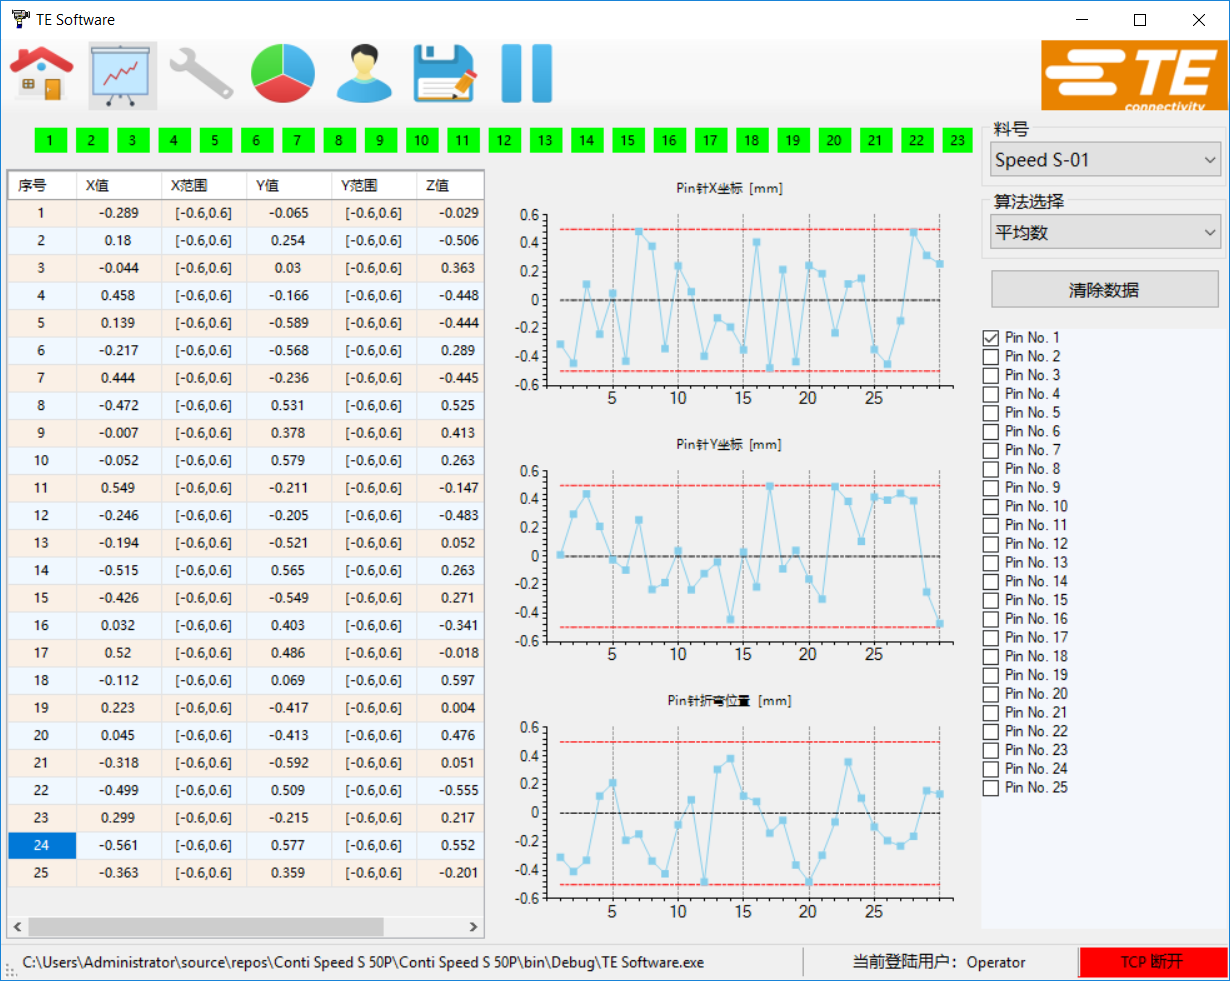 TE Software
TE
connectivity
1 2 3 4 5 6 7 8 9 10 11 12 13 14 15 16 17 18 19 20 21 22 23
料号
Speed S-01
算法选择
平均数
清除数据
序号 X值 X范围 Y值 Y范围 Z值
1 -0.289 [-0.6,0.6] -0.065 [-0.6,0.6] -0.029
2 0.18 [-0.6,0.6] 0.254 [-0.6,0.6] -0.506
3 -0.044 [-0.6,0.6] 0.03 [-0.6,0.6] 0.363
4 0.458 [-0.6,0.6] -0.166 [-0.6,0.6] -0.448
5 0.139 [-0.6,0.6] -0.589 [-0.6,0.6] -0.444
6 -0.217 [-0.6,0.6] -0.568 [-0.6,0.6] 0.289
7 0.444 [-0.6,0.6] -0.236 [-0.6,0.6] -0.445
8 -0.472 [-0.6,0.6] 0.531 [-0.6,0.6] 0.525
9 -0.007 [-0.6,0.6] 0.378 [-0.6,0.6] 0.413
10 -0.052 [-0.6,0.6] 0.579 [-0.6,0.6] 0.263
11 0.549 [-0.6,0.6] -0.211 [-0.6,0.6] -0.147
12 -0.246 [-0.6,0.6] -0.205 [-0.6,0.6] -0.483
13 -0.194 [-0.6,0.6] -0.521 [-0.6,0.6] 0.052
14 -0.515 [-0.6,0.6] 0.565 [-0.6,0.6] 0.263
15 -0.426 [-0.6,0.6] -0.549 [-0.6,0.6] 0.271
16 0.032 [-0.6,0.6] 0.403 [-0.6,0.6] -0.341
17 0.52 [-0.6,0.6] 0.486 [-0.6,0.6] -0.018
18 -0.112 [-0.6,0.6] 0.069 [-0.6,0.6] 0.597
19 0.223 [-0.6,0.6] -0.417 [-0.6,0.6] 0.004
20 0.045 [-0.6,0.6] -0.413 [-0.6,0.6] 0.476
21 -0.318 [-0.6,0.6] -0.592 [-0.6,0.6] 0.051
22 -0.499 [-0.6,0.6] 0.509 [-0.6,0.6] -0.555
23 0.299 [-0.6,0.6] -0.215 [-0.6,0.6] 0.217
24 -0.561 [-0.6,0.6] 0.577 [-0.6,0.6] 0.552
25 -0.363 [-0.6,0.6] 0.359 [-0.6,0.6] -0.201
Pin针X坐标 [mm]
0.6
0.4
0.2
0
-0.2
-0.4
-0.6
5 10 15 20 25
Pin针Y坐标 [mm]
0.6
0.4
0.2
0
-0.2
-0.4
-0.6
5 10 15 20 25
Pin针折弯位置 [mm]
0.6
0.4
0.2
0
-0.2
-0.4
-0.6
5 10 15 20 25
Pin No. 1
Pin No. 2
Pin No. 3
Pin No. 4
Pin No. 5
Pin No. 6
Pin No. 7
Pin No. 8
Pin No. 9
Pin No. 10
Pin No. 11
Pin No. 12
Pin No. 13
Pin No. 14
Pin No. 15
Pin No. 16
Pin No. 17
Pin No. 18
Pin No. 19
Pin No. 20
Pin No. 21
Pin No. 22
Pin No. 23
Pin No. 24
Pin No. 25
C:\Users\Administrator\source\repos\Conti Speed S 50P\Conti Speed S 50P\bin\Debug\TE Software.exe
当前登陆用户：Operator
TCP 断开